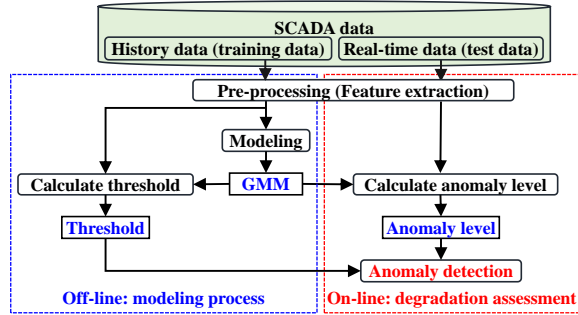 SCADA data
History data (training data)
Real-time data (test data)
Pre-processing (Feature extraction)
Modeling
Calculate threshold
GMM
Calculate anomaly level
Threshold
Anomaly level
Anomaly detection
Off-line: modeling process
On-line: degradation assessment